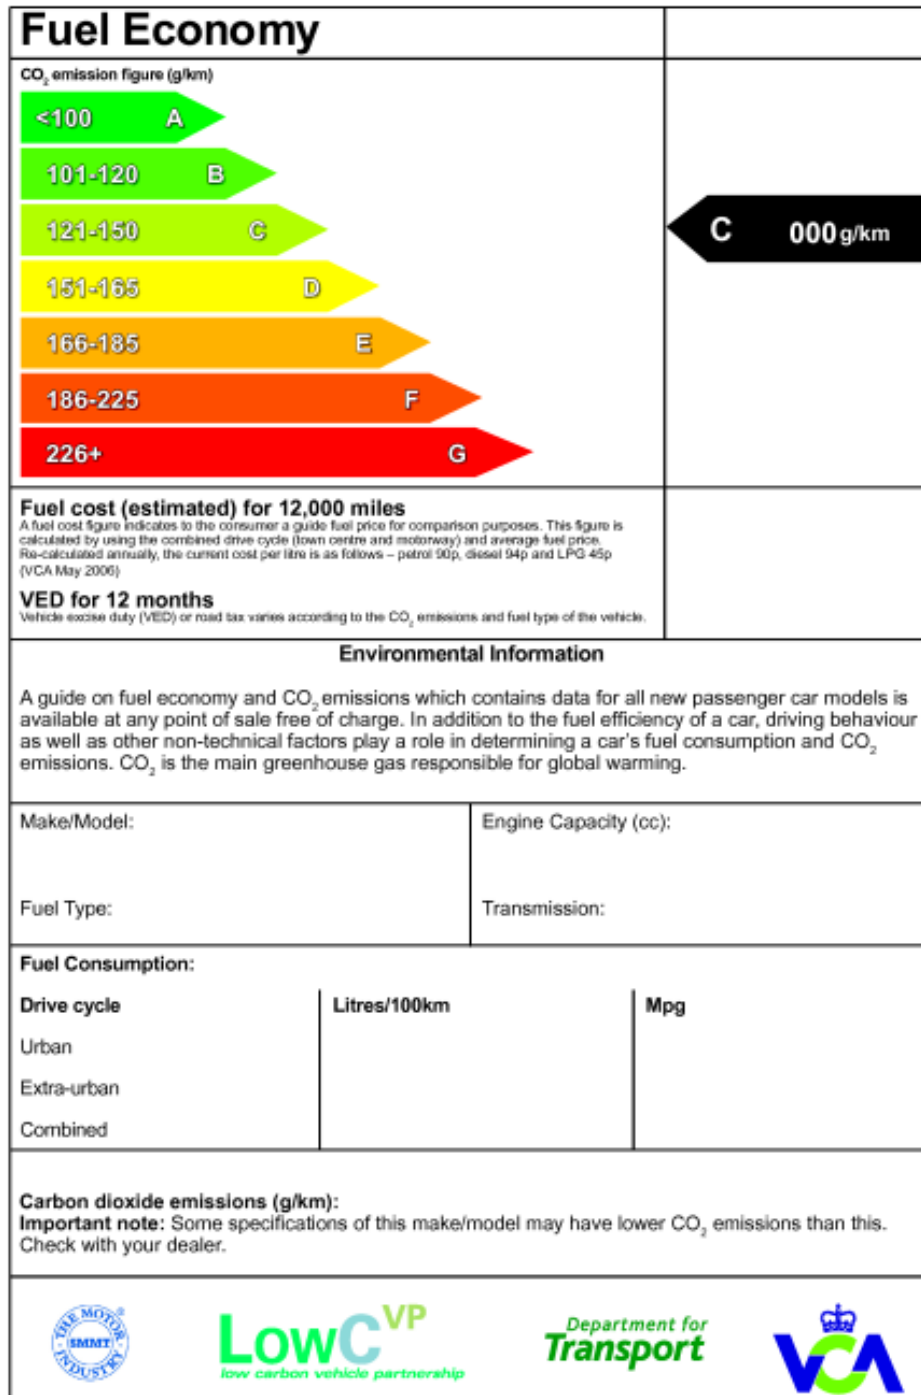 Fuel Economy
CO₂ emission figure (g/km)
<100 A
101-120 B
121-150 C
C 000 g/km
151-165 D
166-185 E
186-225 F
226+ G
Fuel cost (estimated) for 12,000 miles
A fuel cost figure indicates to the consumer a guide fuel price for comparison purposes. This figure is
calculated by using the combined drive cycle (town centre and motorway) and average fuel price.
Re-calculated annually, the current cost per litre is as follows – petrol 90p, diesel 94p and LPG 45p
(VCA May 2006)
VED for 12 months
Vehicle excise duty (VED) or road tax varies according to the CO₂ emissions and fuel type of the vehicle.
Environmental Information
A guide on fuel economy and CO₂ emissions which contains data for all new passenger car models is
available at any point of sale free of charge. In addition to the fuel efficiency of a car, driving behaviour
as well as other non-technical factors play a role in determining a car's fuel consumption and CO₂
emissions. CO₂ is the main greenhouse gas responsible for global warming.
Make/Model:
Engine Capacity (cc):
Fuel Type:
Transmission:
Fuel Consumption:
Drive cycle
Litres/100km
Mpg
Urban
Extra-urban
Combined
Carbon dioxide emissions (g/km):
Important note: Some specifications of this make/model may have lower CO₂ emissions than this.
Check with your dealer.
THE MOTOR
SMMT
INDUSTRY
®
LowC VP
low carbon vehicle partnership
Department for
Transport
VCA